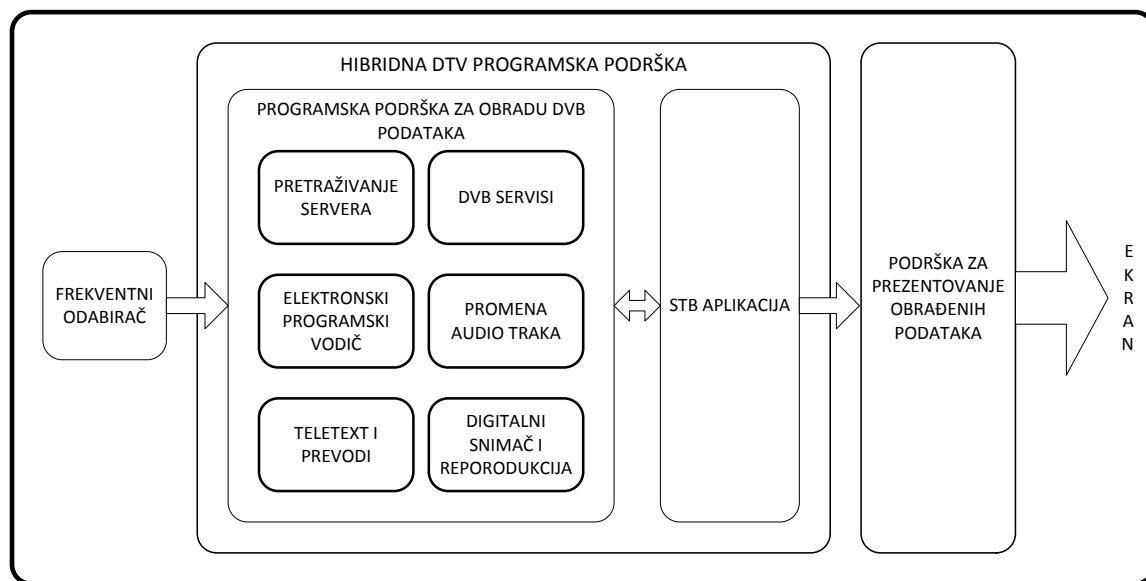 HIBRIDNA DTV PROGRAMSKA PODRŠKA
PROGRAMSKA PODRŠKA ZA OBRADU DVB
PODATAKA
PRETRAŽIVANJE
SERVERA
DVB SERVISI
FREKVENTNI
ODABIRAČ
ELEKTRONSKI
PROGRAMSKI
VODIČ
PROMENA
AUDIO TRAKA
TELETEXT I
PREVODI
DIGITALNI
SNIMAČ I
REPORODUKCIJA
STB APLIKACIJA
PODRŠKA ZA
PREZENTOVANJE
OBRAĐENIH
PODATAKA
E
K
R
A
N